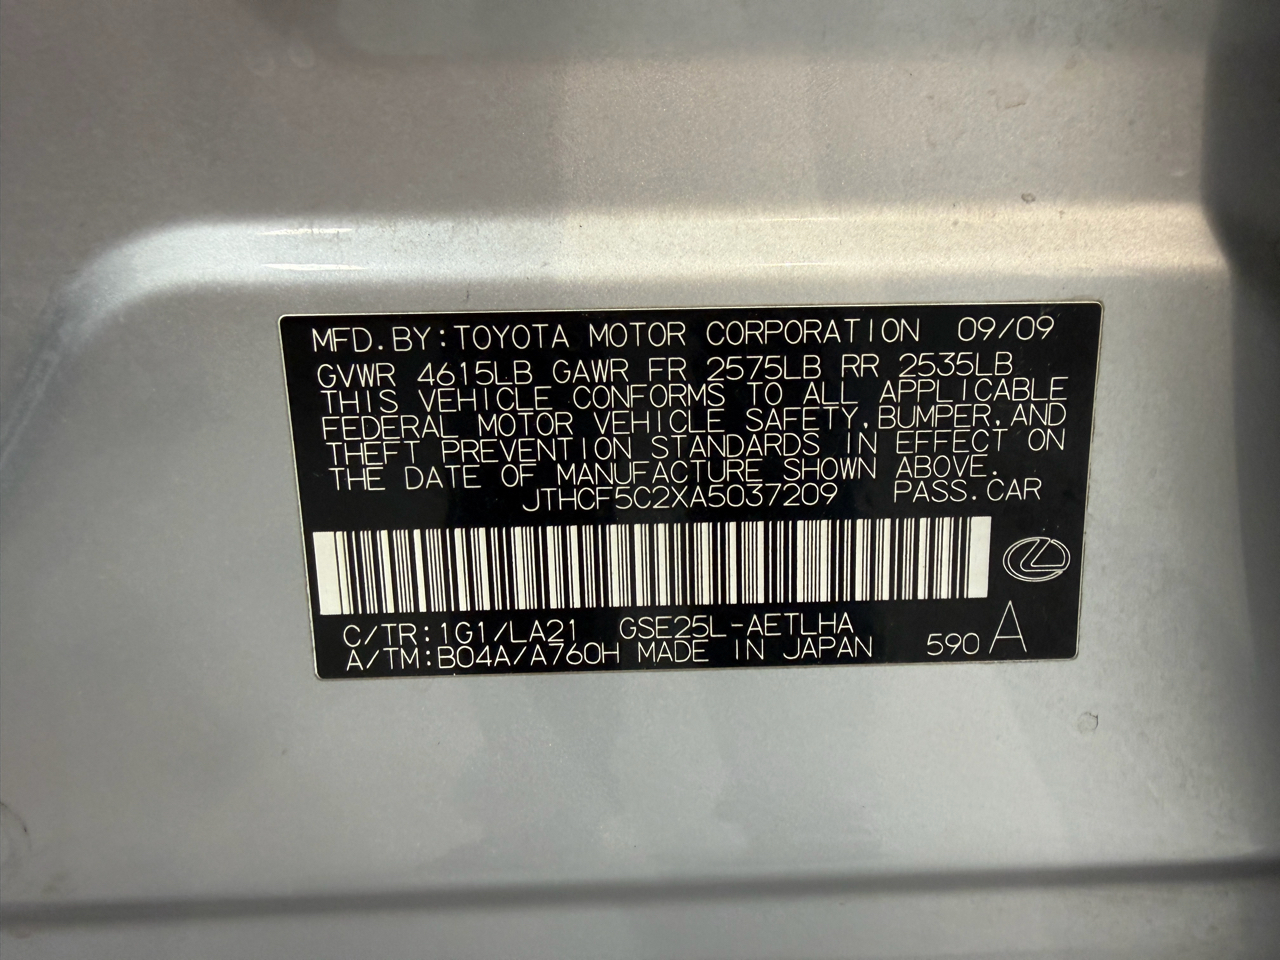 MFD.BY:TOYOTA MOTOR CORPORATION 09/09
GVWR 4615LB GAWR FR 2575LB RR 2535LB
THIS VEHICLE CONFORMS TO ALL APPLICABLE
FEDERAL MOTOR VEHICLE SAFETY,BUMPER,AND
THEFT PREVENTION STANDARDS IN EFFECT ON
THE DATE OF MANUFACTURE SHOWN ABOVE.
JTHCF5C2XA5037209 PASS.CAR
C/TR:1G1/LA21 GSE25L-AETLHA
A/TM:B04A/A760H MADE IN JAPAN 590 A